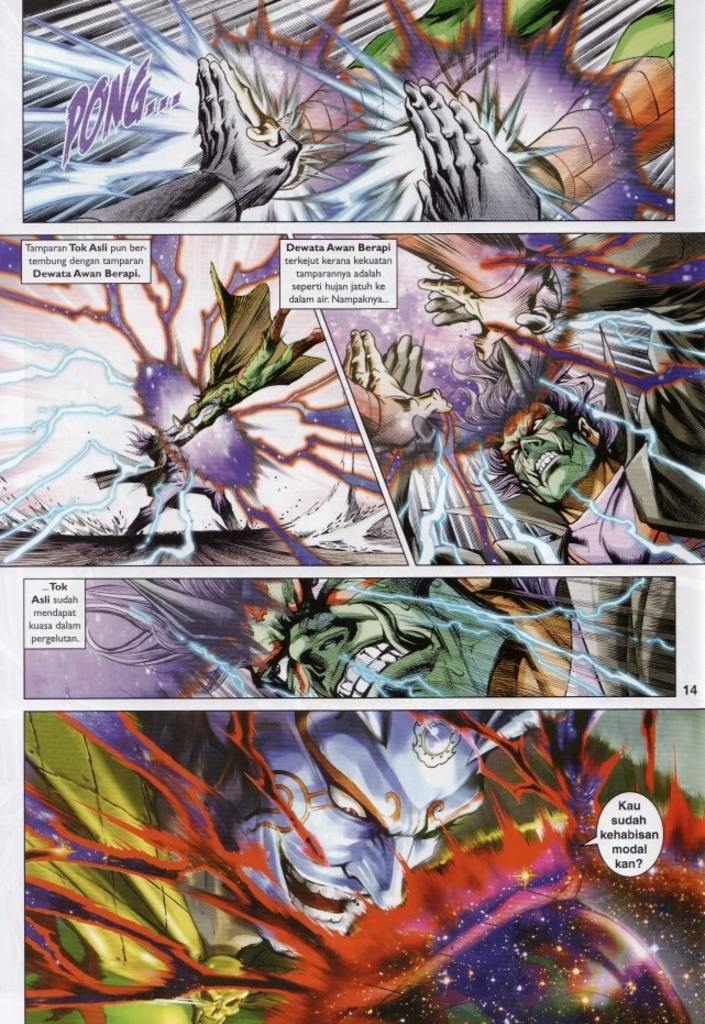 PONG...
Tamparan Tok Asli pun ber-
tembung dengan tamparan
Dewata Awan Berapi.
Dewata Awan Berapi
terkejut kerana kekuatan
tamparannya adalah
seperti hujan jatuh ke
dalam air. Nampaknya...
...Tok
Asli sudah
mendapat
kuasa dalam
pergelutan.
14
Kau
sudah
kehabisan
modal
kan?